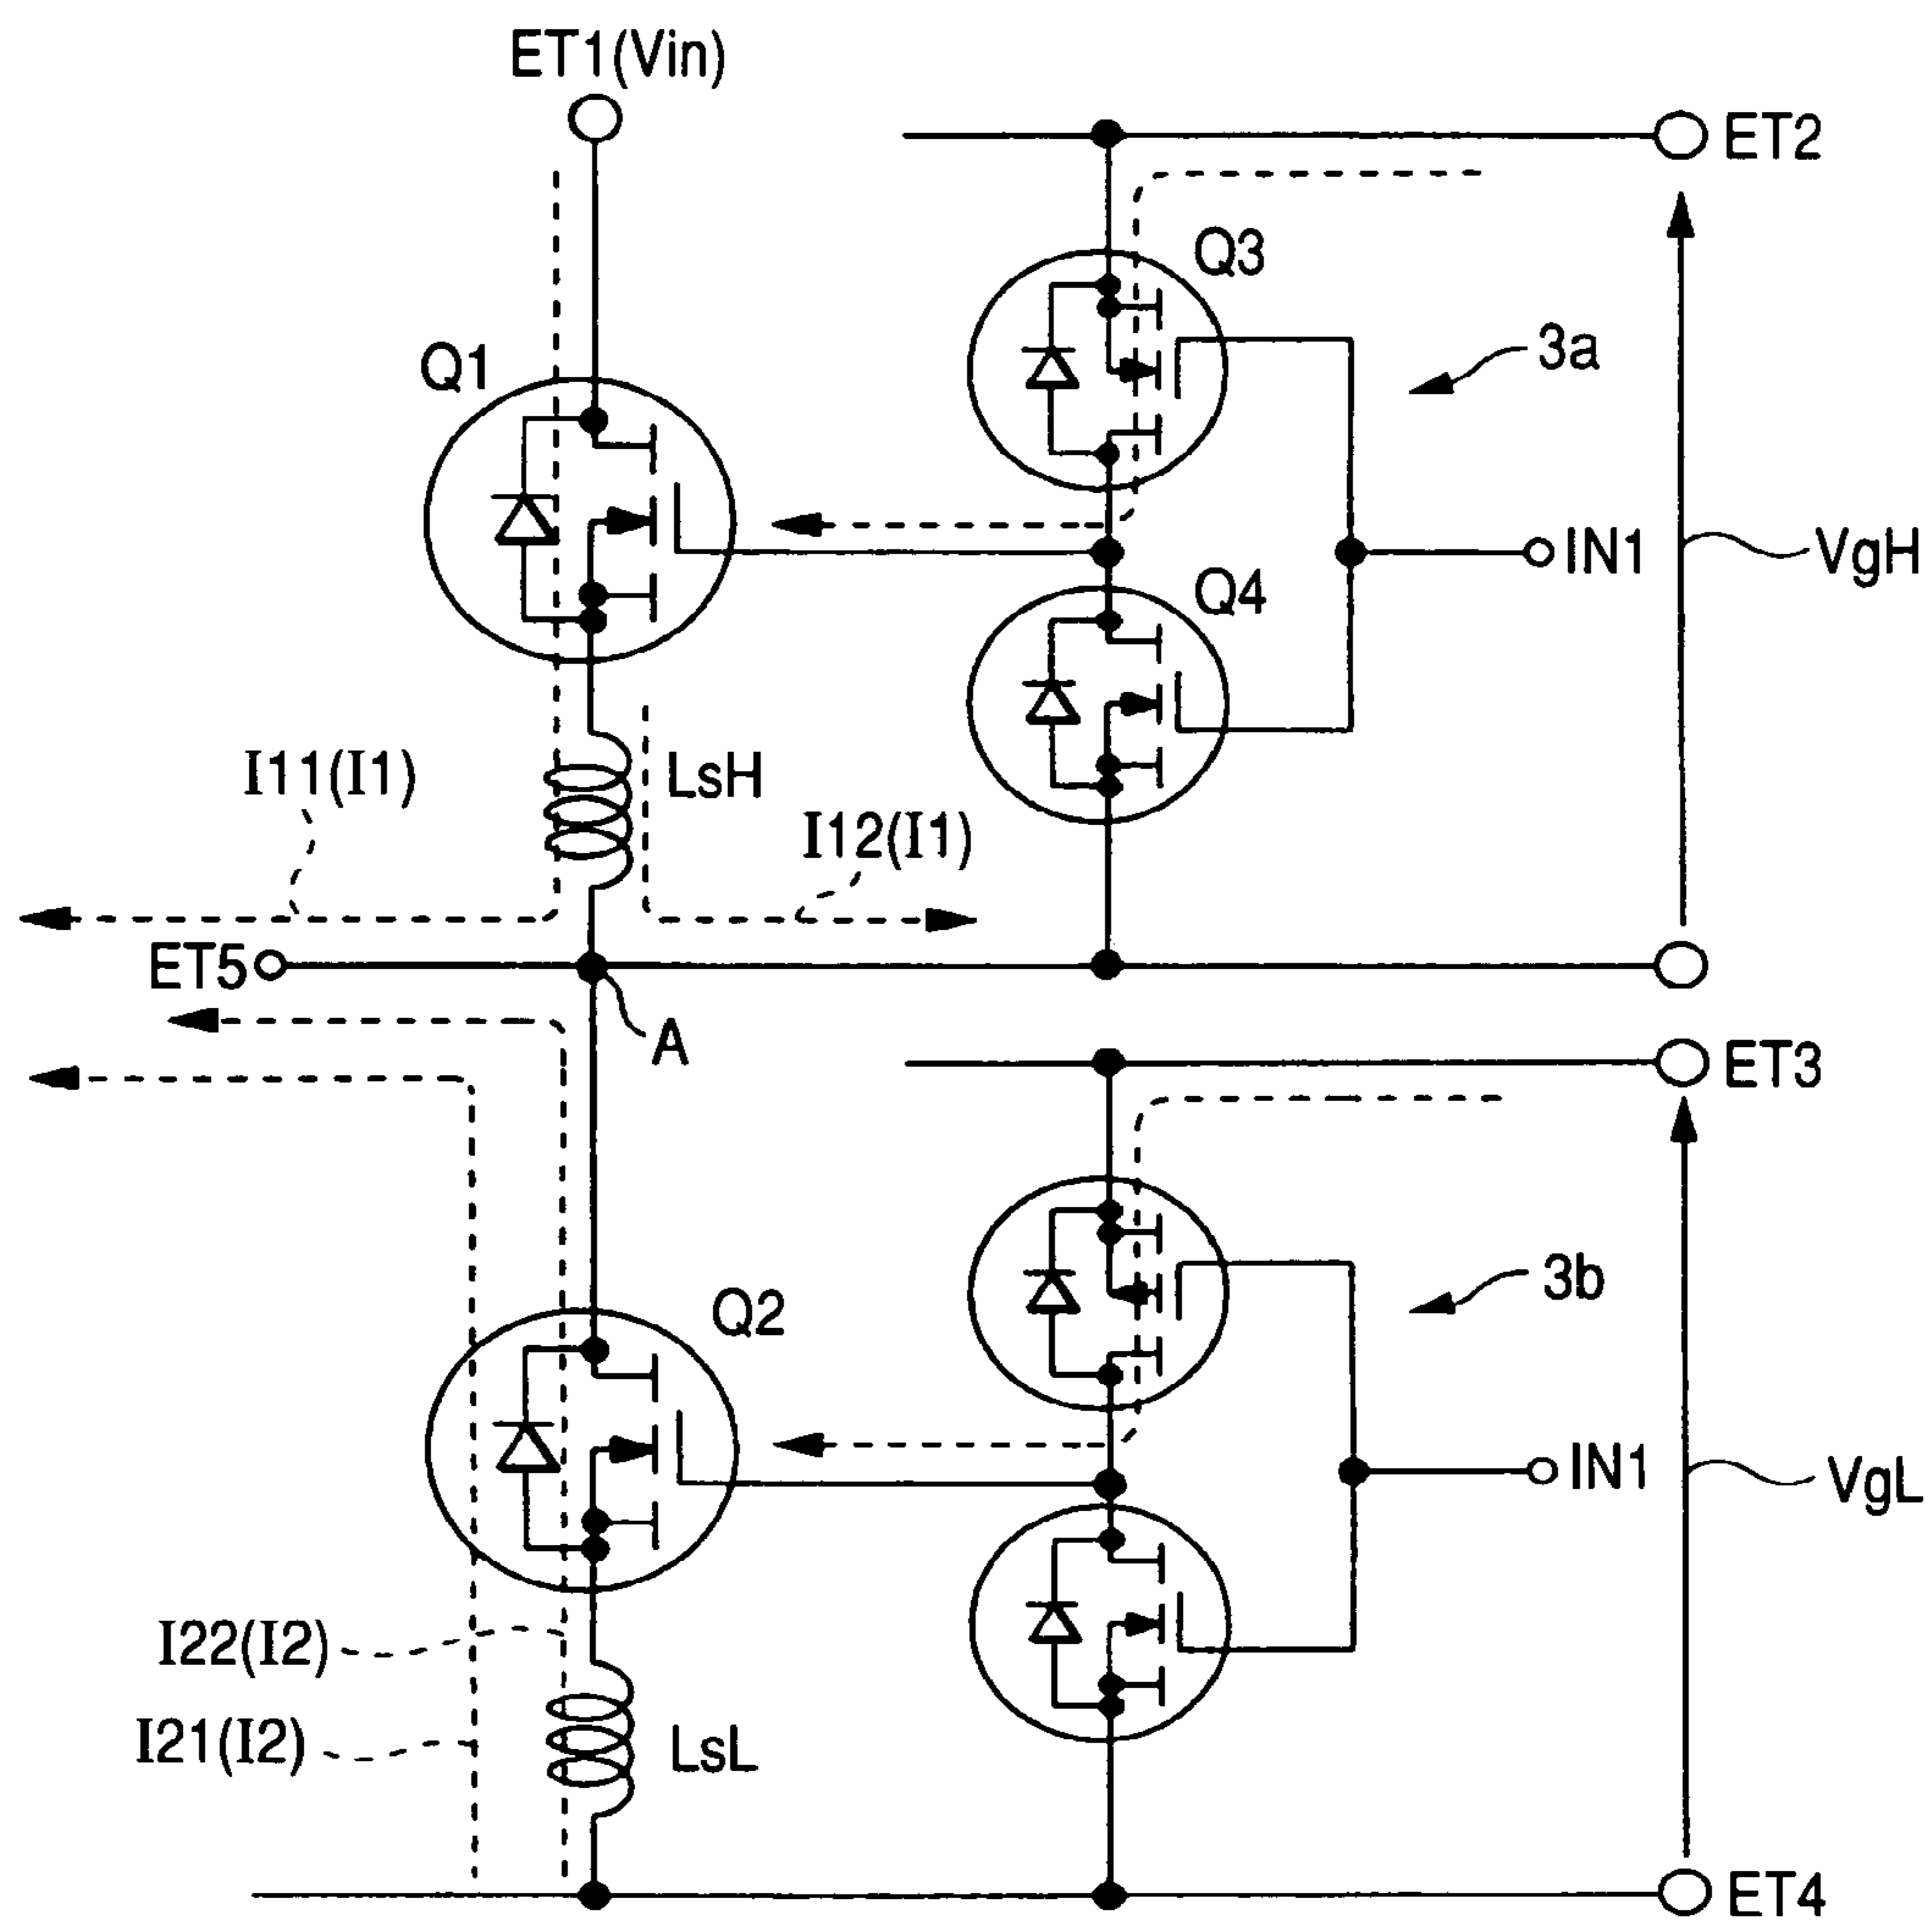 ET1(Vin)
ET2
Q3
3a
Q1
IN1
VgH
Q4
I11(I1)
LsH
I12(I1)
ET5
A
ET3
3b
Q2
IN1
VgL
I22(I2)
I21(I2)
LsL
ET4